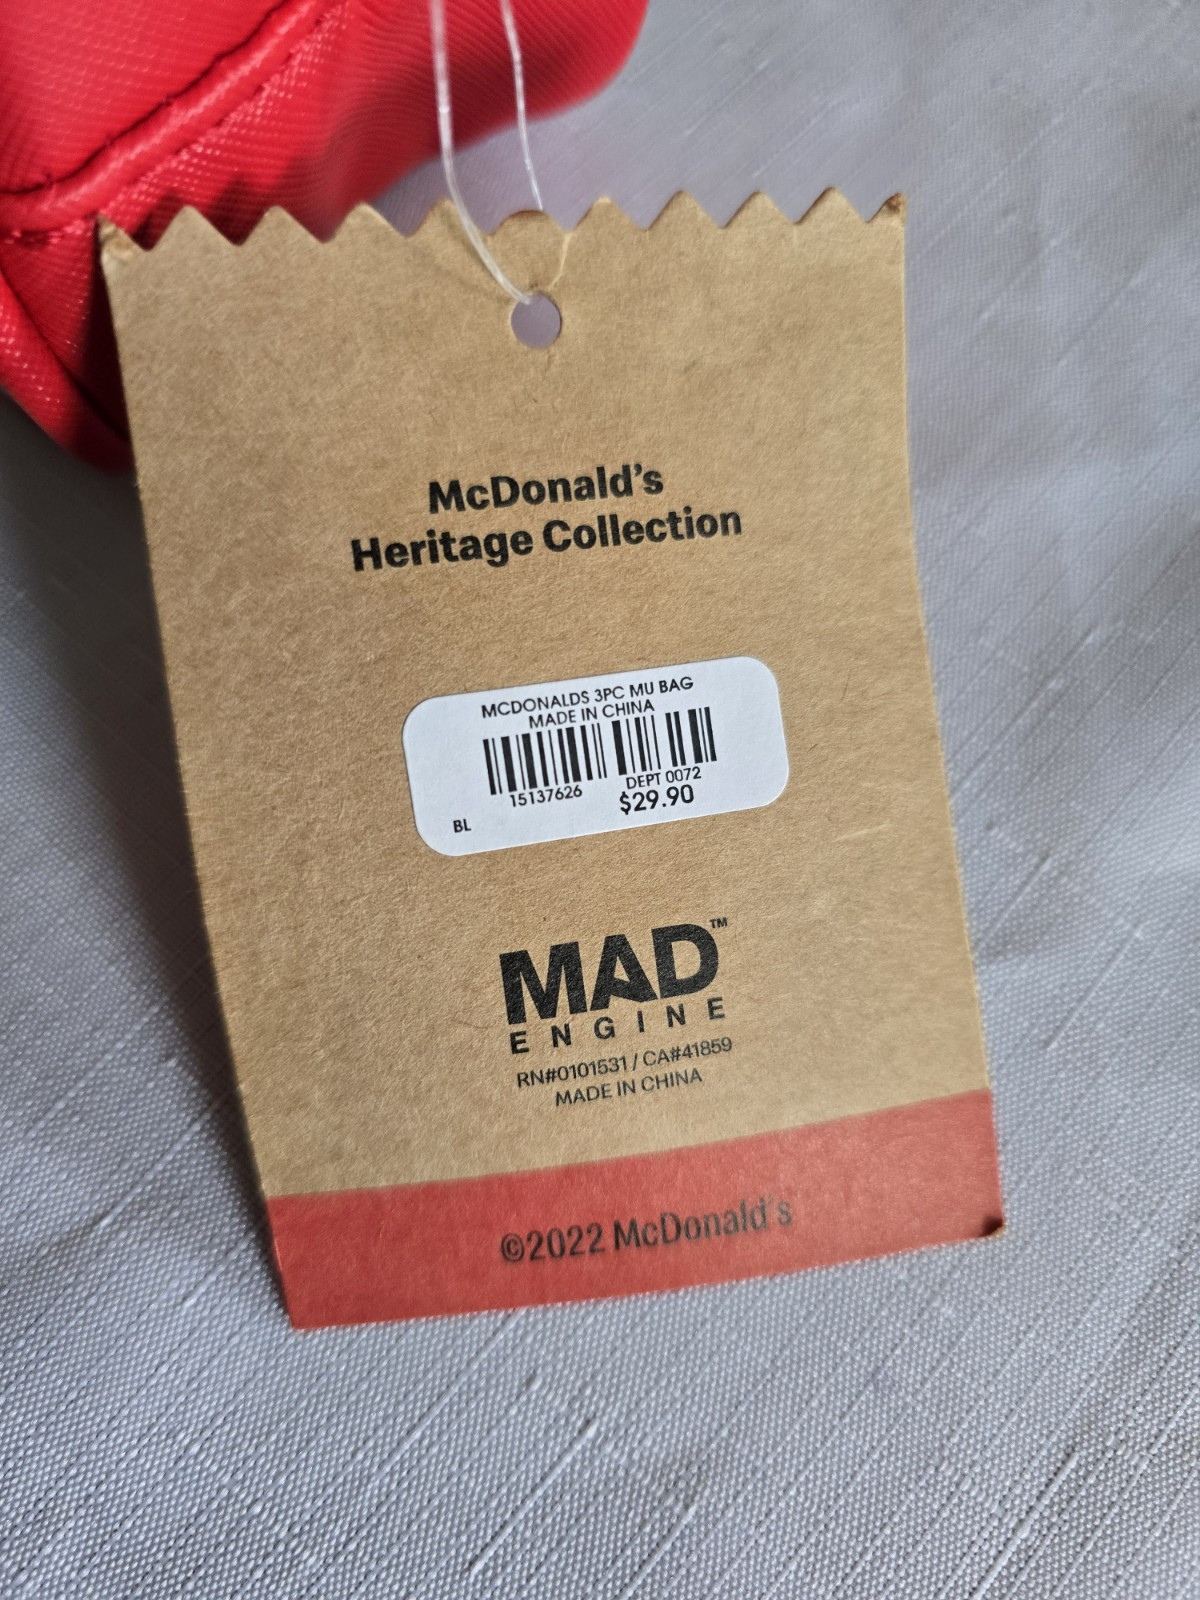 McDonald's
Heritage Collection
MCDONALDS 3PC MU BAG
MADE IN CHINA
15137626
DEPT 0072
$29.90
BL
MAD™
ENGINE
RN#0101531 / CA#41859
MADE IN CHINA
©2022 McDonald's